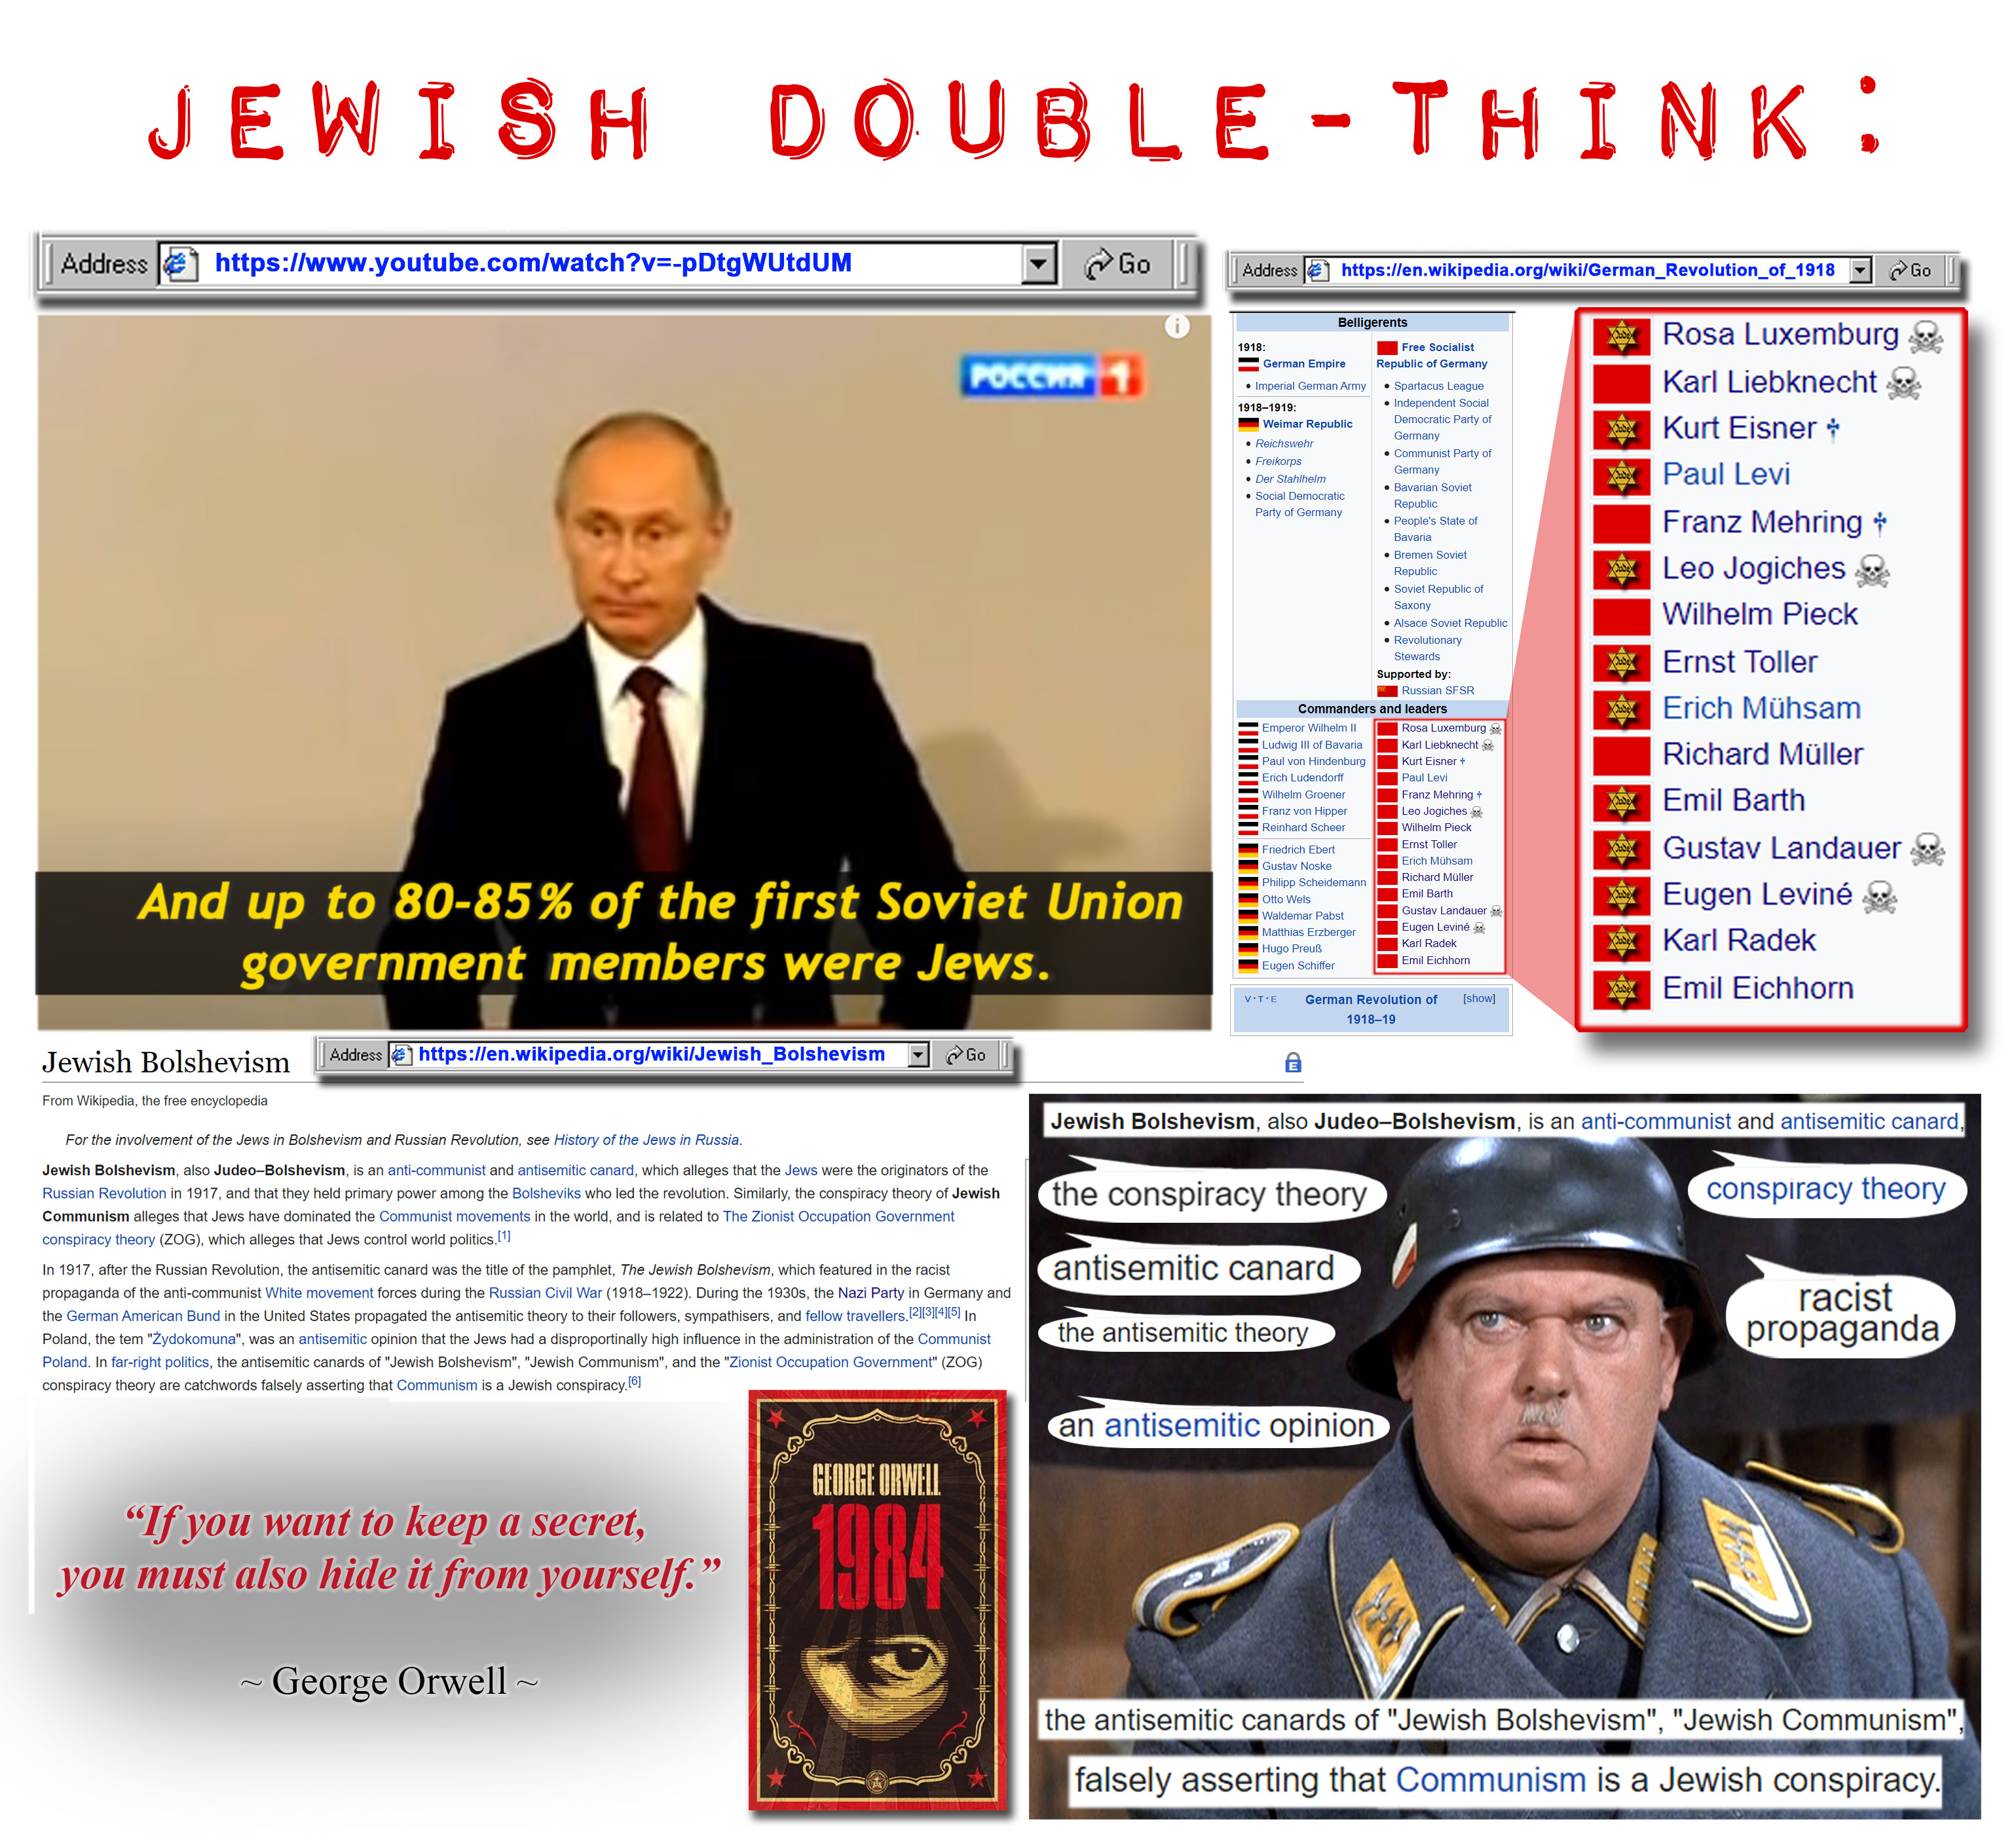 JEWISH DOUBLE-THINK:
Address https://www.youtube.com/watch?v=-pDtgWUtdUM Go
РОССИЯ 1
And up to 80-85% of the first Soviet Union
government members were Jews.
Address https://en.wikipedia.org/wiki/German_Revolution_of_1918 Go
Belligerents
1918:
German Empire
• Imperial German Army
1918–1919:
Weimar Republic
• Reichswehr
• Freikorps
• Der Stahlhelm
• Social Democratic
Party of Germany
Free Socialist
Republic of Germany
• Spartacus League
• Independent Social
Democratic Party of
Germany
• Communist Party of
Germany
• Bavarian Soviet
Republic
• People's State of
Bavaria
• Bremen Soviet
Republic
• Soviet Republic of
Saxony
• Alsace Soviet Republic
• Revolutionary
Stewards
Supported by:
Russian SFSR
Commanders and leaders
Emperor Wilhelm II
Ludwig III of Bavaria
Paul von Hindenburg
Erich Ludendorff
Wilhelm Groener
Franz von Hipper
Reinhard Scheer
Friedrich Ebert
Gustav Noske
Philipp Scheidemann
Otto Wels
Waldemar Pabst
Matthias Erzberger
Hugo Preuß
Eugen Schiffer
Rosa Luxemburg ☠
Karl Liebknecht ☠
Kurt Eisner †
Paul Levi
Franz Mehring †
Leo Jogiches ☠
Wilhelm Pieck
Ernst Toller
Erich Mühsam
Richard Müller
Emil Barth
Gustav Landauer ☠
Eugen Leviné ☠
Karl Radek
Emil Eichhorn
V·T·E German Revolution of [show]
1918–19
Jude Rosa Luxemburg ☠
Karl Liebknecht ☠
Jude Kurt Eisner †
Jude Paul Levi
Franz Mehring †
Jude Leo Jogiches ☠
Wilhelm Pieck
Jude Ernst Toller
Jude Erich Mühsam
Richard Müller
Jude Emil Barth
Jude Gustav Landauer ☠
Jude Eugen Leviné ☠
Jude Karl Radek
Jude Emil Eichhorn
Jewish Bolshevism
Address https://en.wikipedia.org/wiki/Jewish_Bolshevism Go
E
From Wikipedia, the free encyclopedia
For the involvement of the Jews in Bolshevism and Russian Revolution, see History of the Jews in Russia.
Jewish Bolshevism, also Judeo–Bolshevism, is an anti-communist and antisemitic canard, which alleges that the Jews were the originators of the
Russian Revolution in 1917, and that they held primary power among the Bolsheviks who led the revolution. Similarly, the conspiracy theory of Jewish
Communism alleges that Jews have dominated the Communist movements in the world, and is related to The Zionist Occupation Government
conspiracy theory (ZOG), which alleges that Jews control world politics.[1]
In 1917, after the Russian Revolution, the antisemitic canard was the title of the pamphlet, The Jewish Bolshevism, which featured in the racist
propaganda of the anti-communist White movement forces during the Russian Civil War (1918–1922). During the 1930s, the Nazi Party in Germany and
the German American Bund in the United States propagated the antisemitic theory to their followers, sympathisers, and fellow travellers.[2][3][4][5] In
Poland, the tem "Żydokomuna", was an antisemitic opinion that the Jews had a disproportinally high influence in the administration of the Communist
Poland. In far-right politics, the antisemitic canards of "Jewish Bolshevism", "Jewish Communism", and the "Zionist Occupation Government" (ZOG)
conspiracy theory are catchwords falsely asserting that Communism is a Jewish conspiracy.[6]
“If you want to keep a secret,
you must also hide it from yourself.”
~ George Orwell ~
GEORGE ORWELL
1984
Jewish Bolshevism, also Judeo–Bolshevism, is an anti-communist and antisemitic canard,
the conspiracy theory
conspiracy theory
antisemitic canard
racist
propaganda
the antisemitic theory
an antisemitic opinion
the antisemitic canards of "Jewish Bolshevism", "Jewish Communism",
falsely asserting that Communism is a Jewish conspiracy.